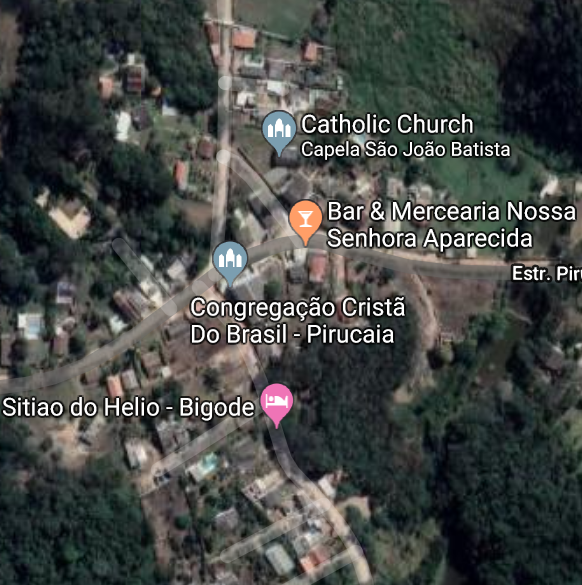 Catholic Church
Capela São João Batista
Bar & Mercearia Nossa
Senhora Aparecida
Estr. Pir
Congregação Cristã
Do Brasil - Pirucaia
Sitiao do Helio - Bigode